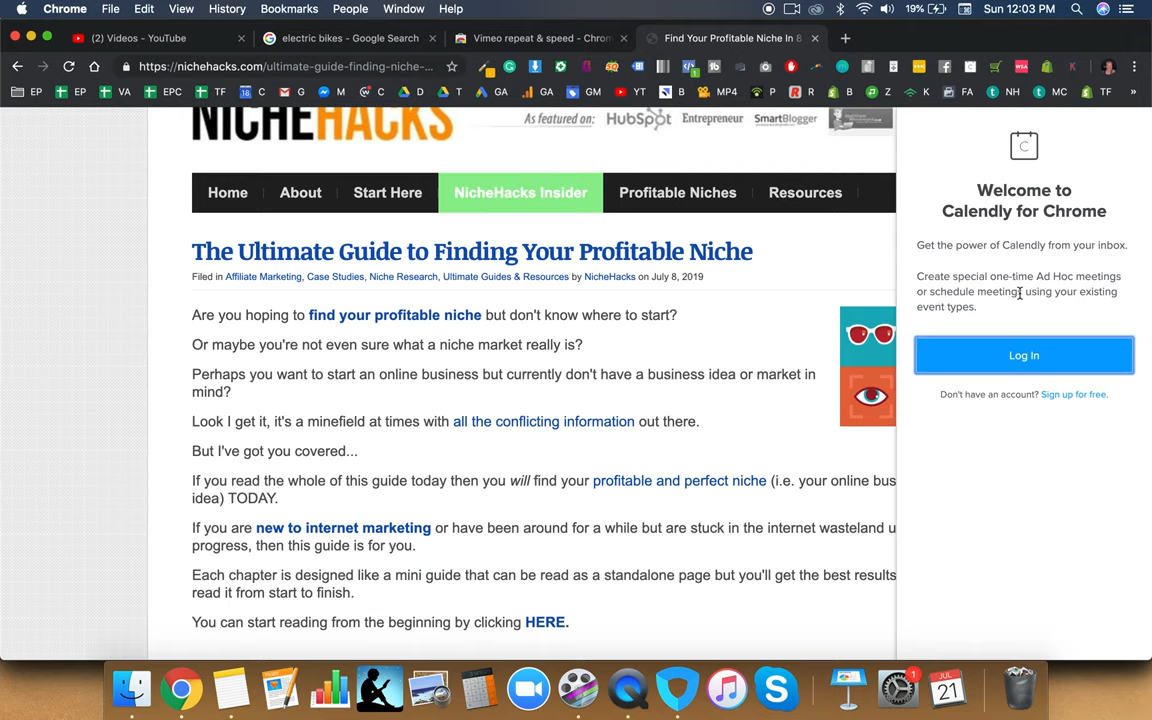 Chrome File Edit View History Bookmarks People Window Help 19% Sun 12:03 PM
(2) Videos - YouTube electric bikes - Google Search Vimeo repeat & speed - Chrom Find Your Profitable Niche In 8
https://nichehacks.com/ultimate-guide-finding-niche-...
EP EP VA EPC TF C G M C D T GA GA GM YT B MP4 P R B Z K FA NH MC TF »
NICHEHACKS As featured on: HubSpot Entrepreneur SmartBlogger
Home About Start Here NicheHacks Insider Profitable Niches Resources
The Ultimate Guide to Finding Your Profitable Niche
Filed in Affiliate Marketing, Case Studies, Niche Research, Ultimate Guides & Resources by NicheHacks on July 8, 2019
Are you hoping to find your profitable niche but don't know where to start?
Or maybe you're not even sure what a niche market really is?
Perhaps you want to start an online business but currently don't have a business idea or market in
mind?
Look I get it, it's a minefield at times with all the conflicting information out there.
But I've got you covered...
If you read the whole of this guide today then you will find your profitable and perfect niche (i.e. your online bus
idea) TODAY.
If you are new to internet marketing or have been around for a while but are stuck in the internet wasteland u
progress, then this guide is for you.
Each chapter is designed like a mini guide that can be read as a standalone page but you'll get the best results
read it from start to finish.
You can start reading from the beginning by clicking HERE.
C
Welcome to
Calendly for Chrome
Get the power of Calendly from your inbox.
Create special one-time Ad Hoc meetings
or schedule meetings using your existing
event types.
Log In
Don't have an account? Sign up for free.
1
JUL
21